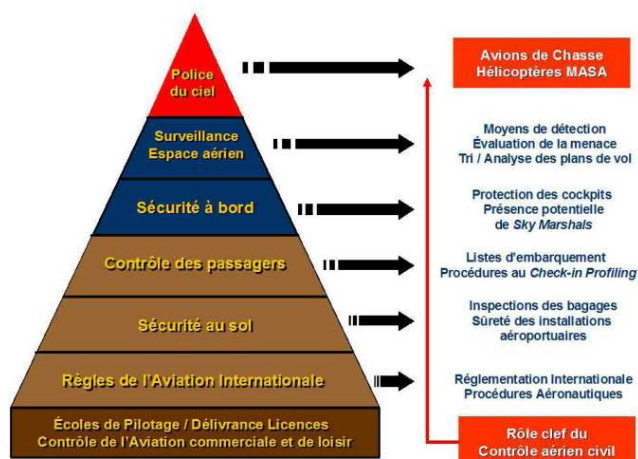 Police
du ciel
Avions de Chasse
Hélicoptères MASA
Surveillance
Espace aérien
Moyens de détection
Évaluation de la menace
Tri / Analyse des plans de vol
Sécurité à bord
Protection des cockpits
Présence potentielle
de Sky Marshals
Contrôle des passagers
Listes d'embarquement
Procédures au Check-in Profiling
Sécurité au sol
Inspections des bagages
Sûreté des installations
aéroportuaires
Règles de l'Aviation Internationale
Réglementation Internationale
Procédures Aéronautiques
Écoles de Pilotage / Délivrance Licences
Contrôle de l'Aviation commerciale et de loisir
Rôle clef du
Contrôle aérien civil